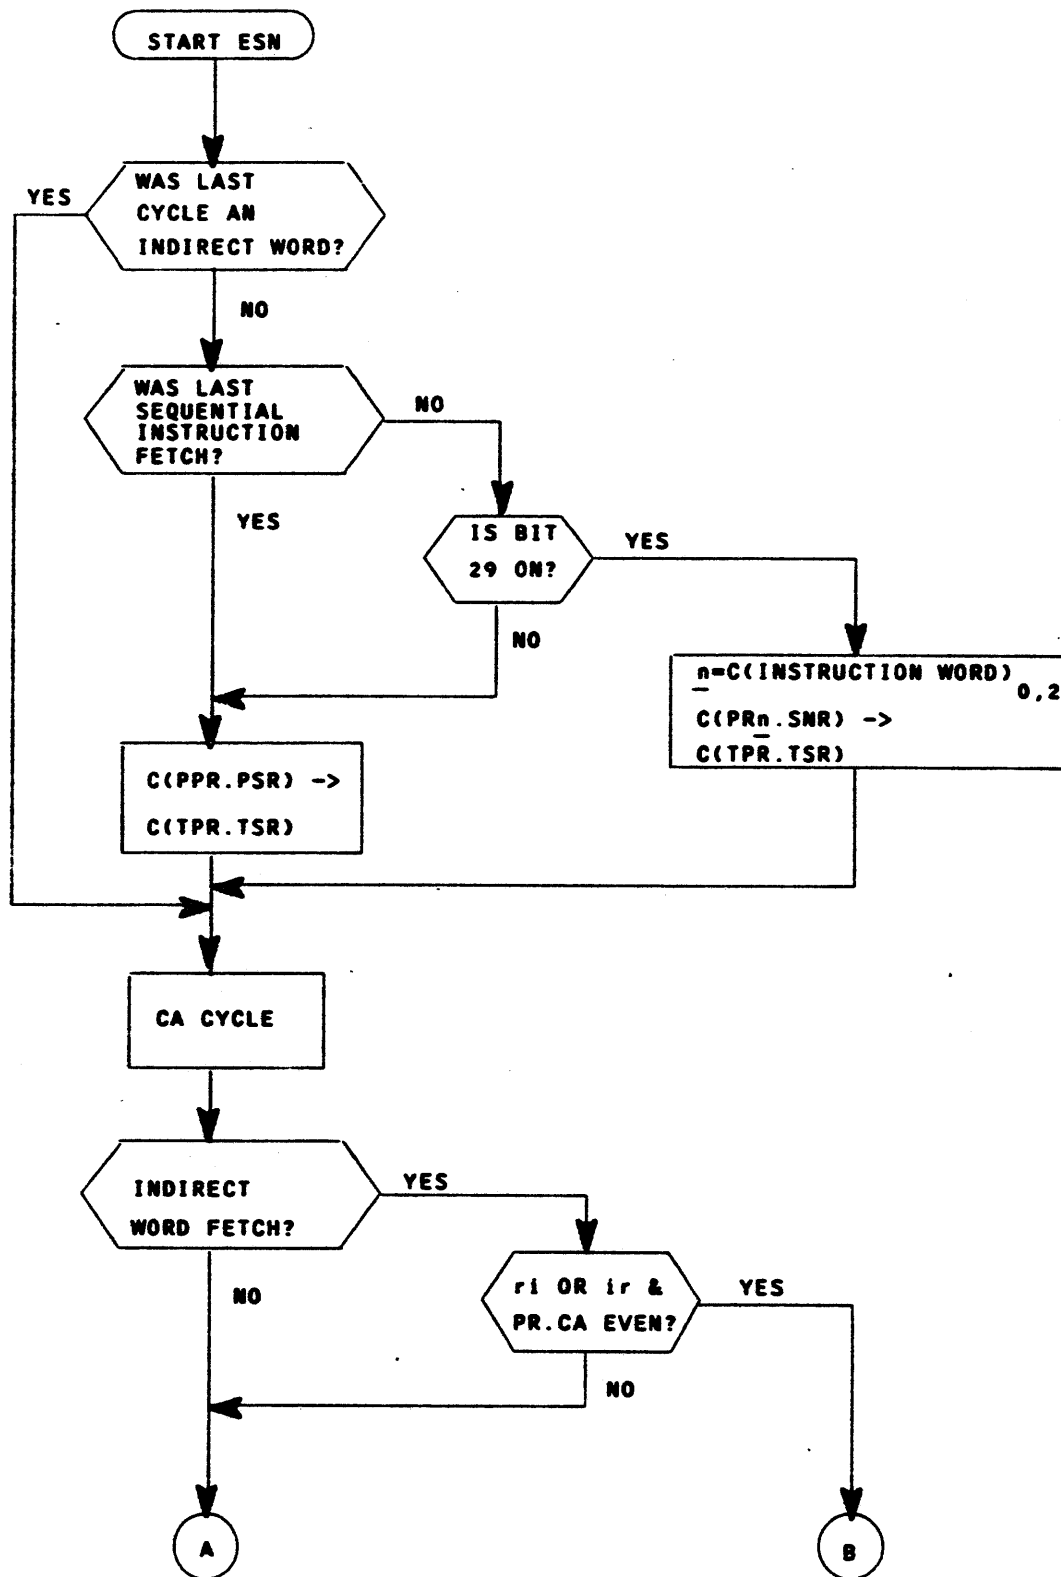 START ESN
WAS LAST
CYCLE AN
INDIRECT WORD?
YES
NO
WAS LAST
SEQUENTIAL
INSTRUCTION
FETCH?
NO
YES
IS BIT
29 ON?
YES
NO
n=C(INSTRUCTION WORD)
0,2
C(PRn.SNR) ->
C(TPR.TSR)
C(PPR.PSR) ->
C(TPR.TSR)
CA CYCLE
INDIRECT
WORD FETCH?
YES
NO
ri OR ir &
PR.CA EVEN?
YES
NO
A
B